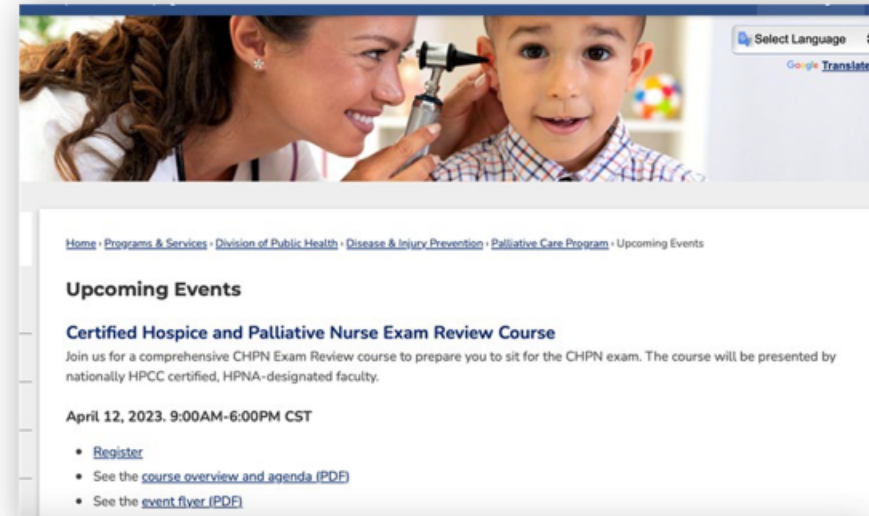 Select Language
Google Translate
Home › Programs & Services › Division of Public Health › Disease & Injury Prevention › Palliative Care Program › Upcoming Events
Upcoming Events
Certified Hospice and Palliative Nurse Exam Review Course
Join us for a comprehensive CHPN Exam Review course to prepare you to sit for the CHPN exam. The course will be presented by
nationally HPCC certified, HPNA-designated faculty.
April 12, 2023. 9:00AM-6:00PM CST
• Register
• See the course overview and agenda (PDF)
• See the event flyer (PDF)